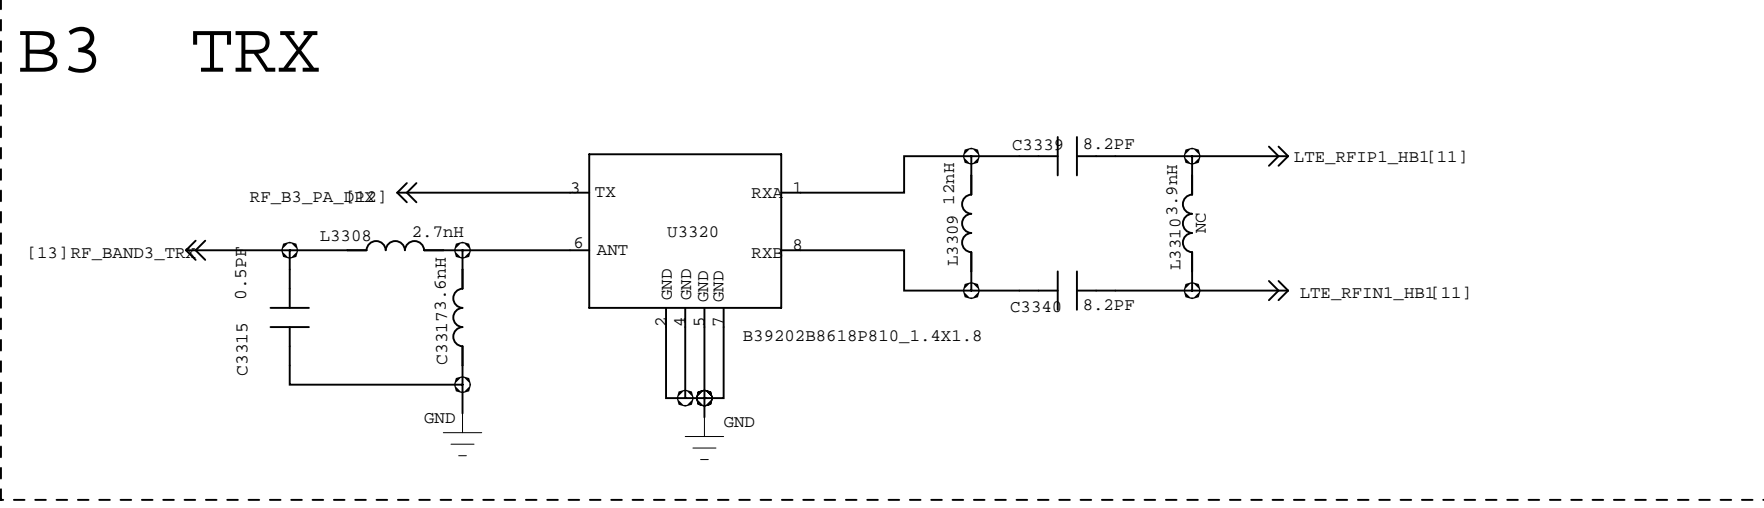 B3 TRX
C3339 8.2PF
LTE_RFIP1_HB1[11]
3 TX
RXA 1
RF_B3_PA_DPX[12]
L3309 12nH
L3310 3.9nH
NC
L3308 2.7nH
U3320
[13]RF_BAND3_TRX
6 ANT
RXB 8
C3315 0.5PF
C3317 3.6nH
GND GND GND GND
2 4 5 7
LTE_RFIN1_HB1[11]
C3340 8.2PF
B39202B8618P810_1.4X1.8
GND
GND